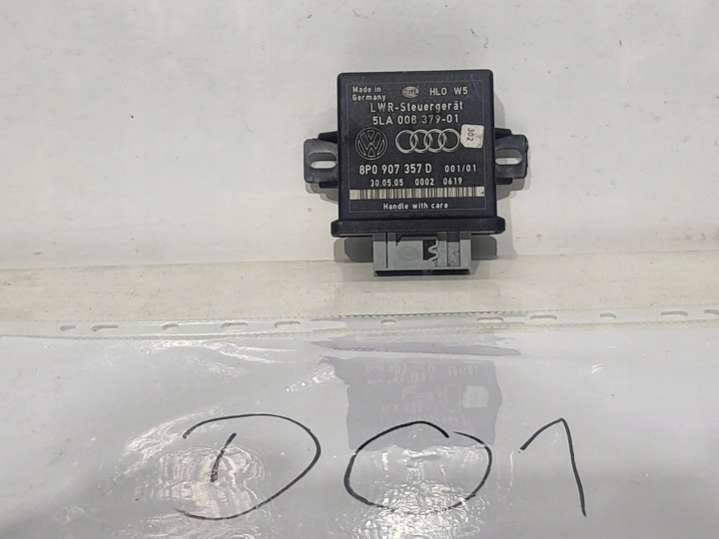 Made in
Germany
HELLA
HLO W5
LWR-Steuergerät
5LA 008 379-01
302
8P0 907 357 D 001/01
30.05.05 0002 0619
Handle with care
D01